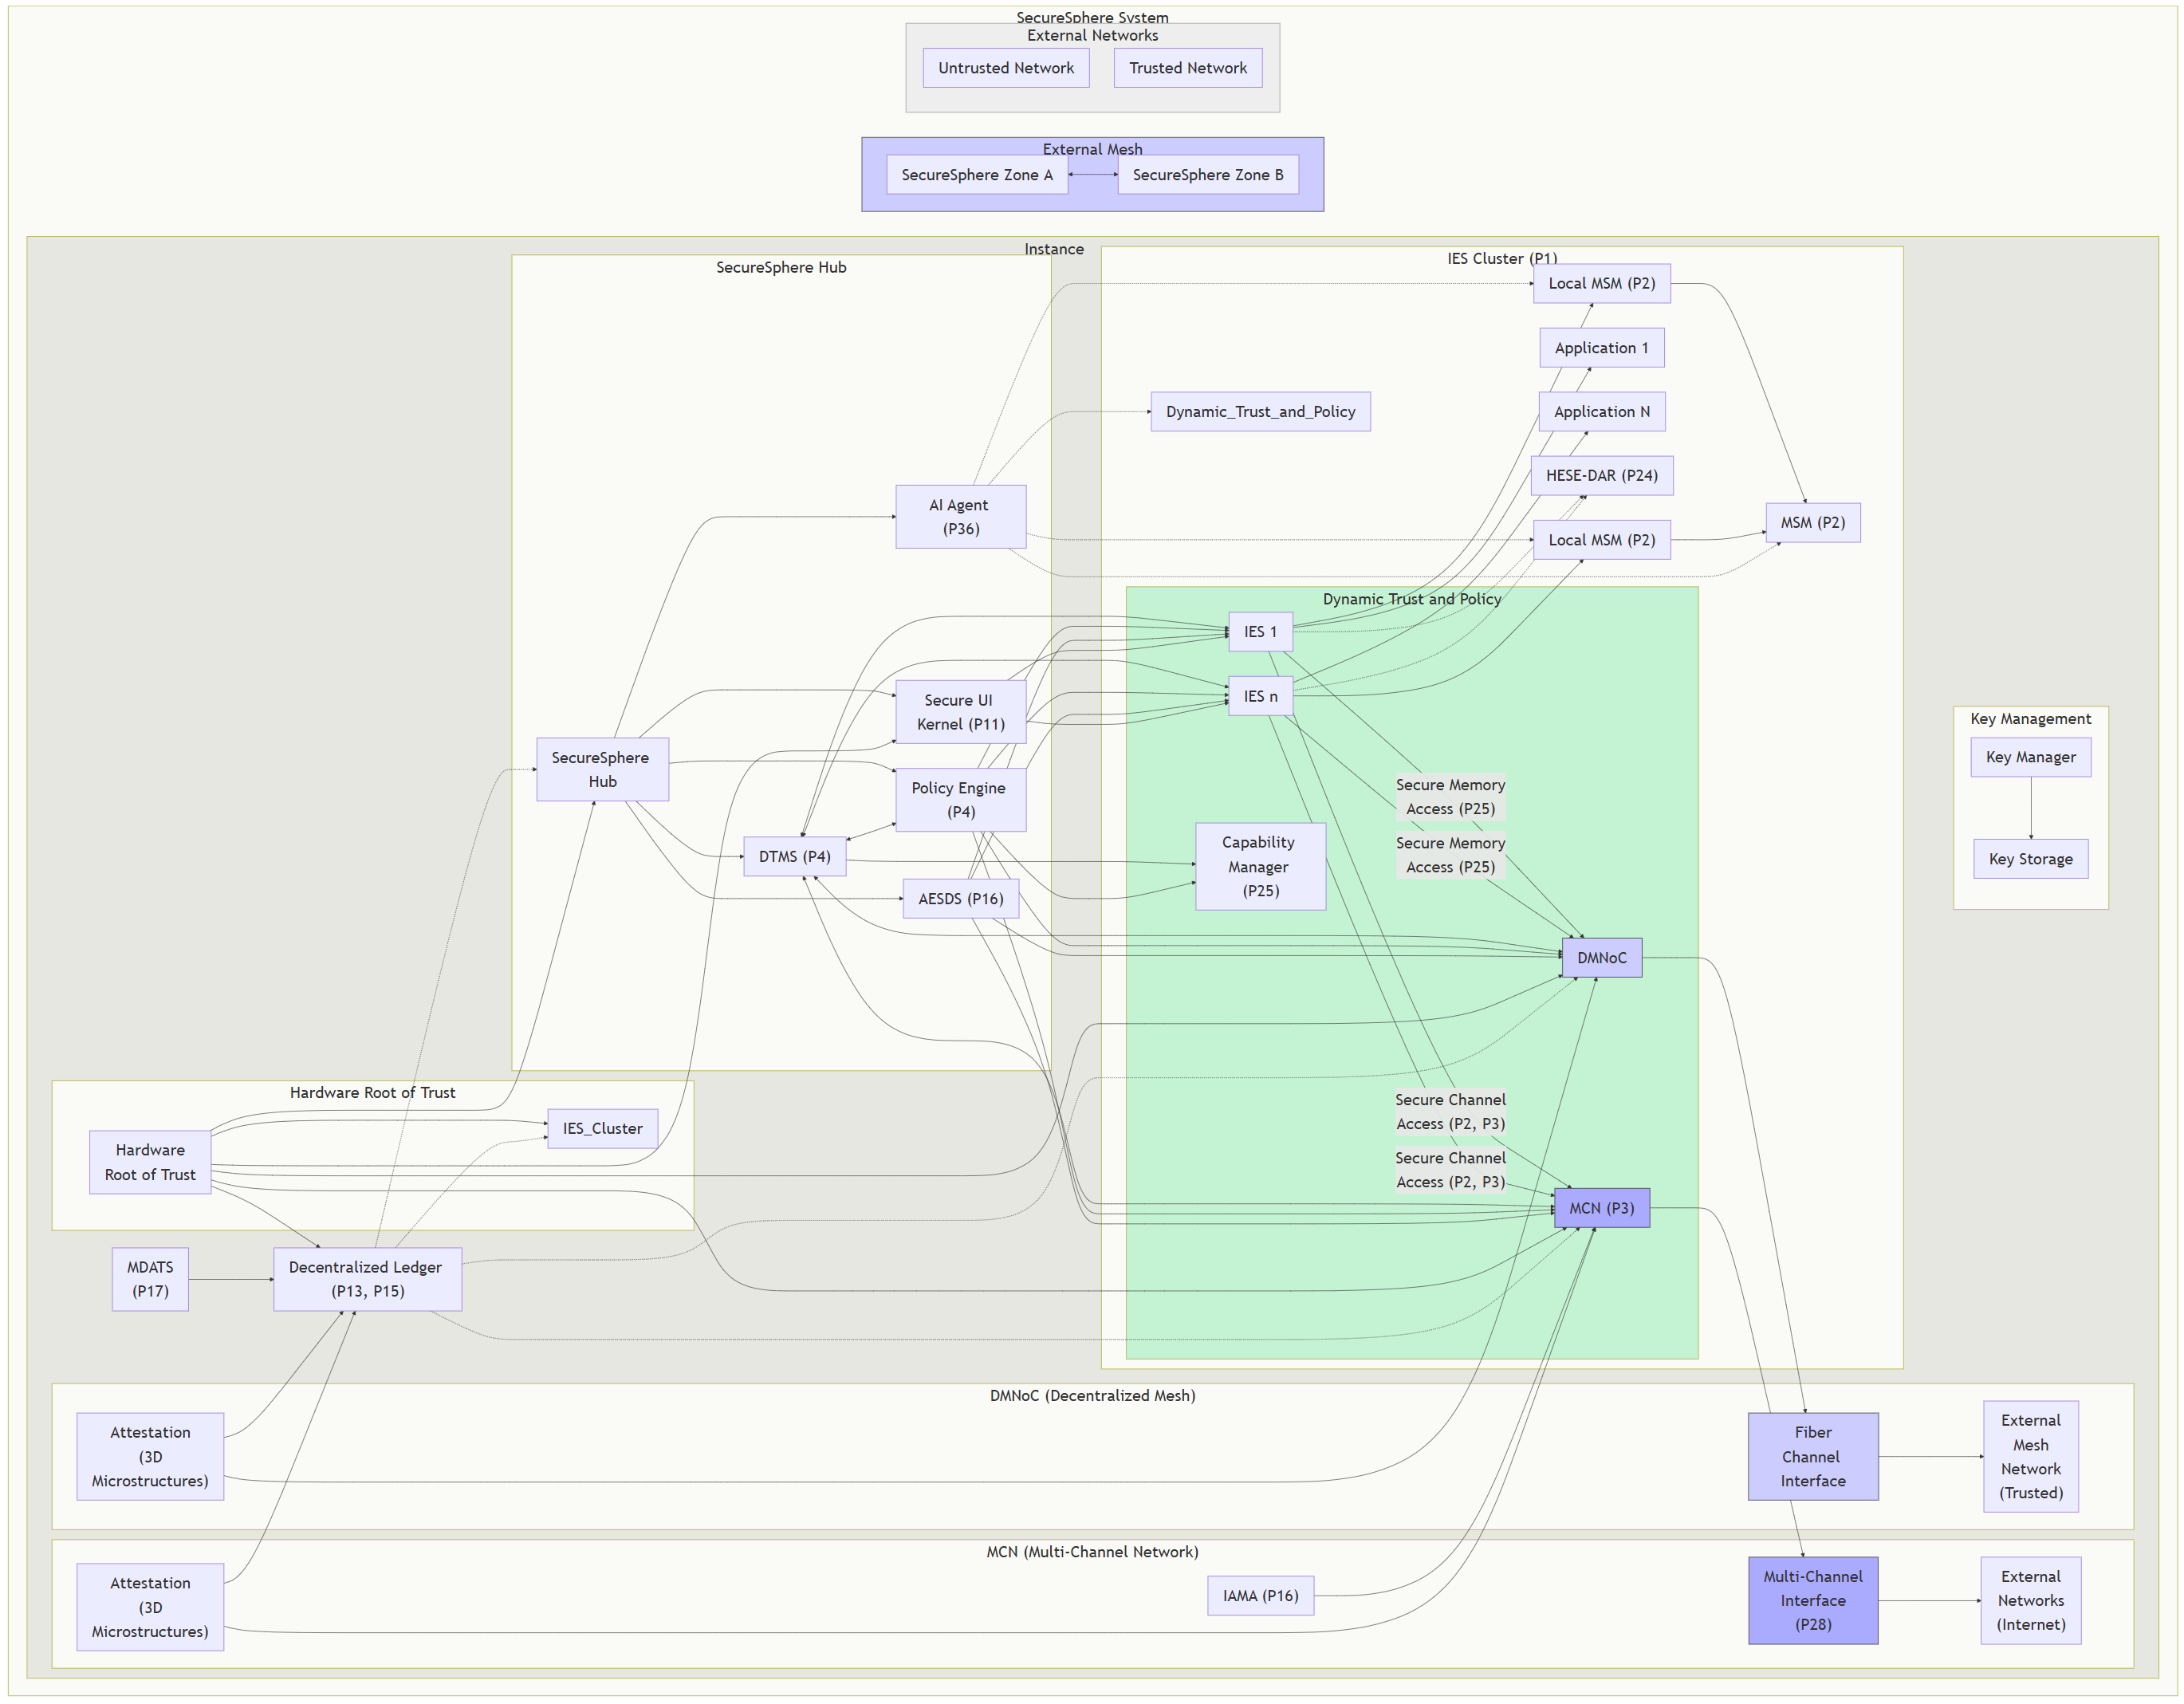 SecureSphere System
External Networks
Untrusted Network
Trusted Network
External Mesh
SecureSphere Zone A
SecureSphere Zone B
Instance
SecureSphere Hub
IES Cluster (P1)
Local MSM (P2)
Application 1
Application N
Dynamic_Trust_and_Policy
HESE-DAR (P24)
AI Agent
(P36)
Local MSM (P2)
MSM (P2)
Dynamic Trust and Policy
IES 1
IES n
Secure UI
Kernel (P11)
SecureSphere
Hub
Policy Engine
(P4)
DTMS (P4)
AESDS (P16)
Capability
Manager
(P25)
Secure Memory
Access (P25)
Secure Memory
Access (P25)
Key Management
Key Manager
Key Storage
DMNoC
Hardware Root of Trust
Hardware
Root of Trust
IES_Cluster
Secure Channel
Access (P2, P3)
Secure Channel
Access (P2, P3)
MCN (P3)
MDATS
(P17)
Decentralized Ledger
(P13, P15)
DMNoC (Decentralized Mesh)
Attestation
(3D
Microstructures)
Fiber
Channel
Interface
External
Mesh
Network
(Trusted)
MCN (Multi-Channel Network)
Attestation
(3D
Microstructures)
IAMA (P16)
Multi-Channel
Interface
(P28)
External
Networks
(Internet)